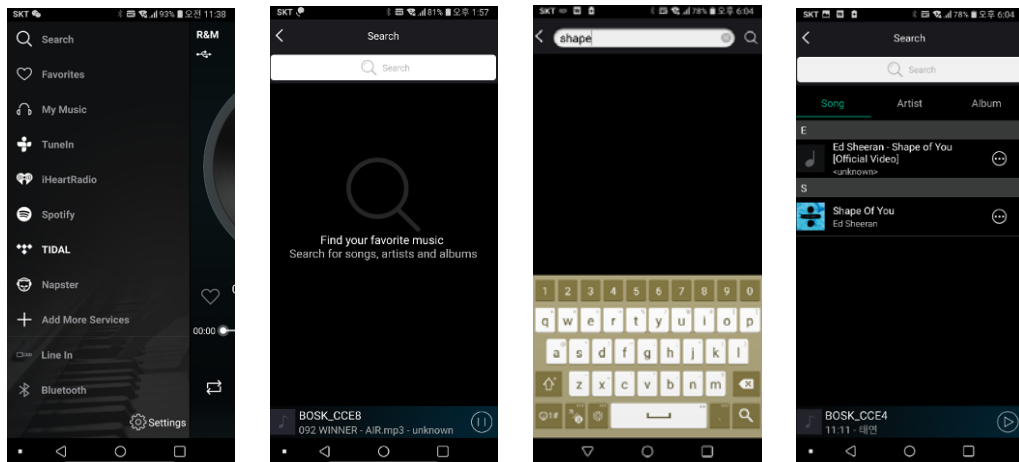 SKT
93%
오전 11:38
Search
Favorites
My Music
TuneIn
iHeartRadio
Spotify
TIDAL
Napster
Add More Services
Line In
Bluetooth
Settings
R&M
00:00
SKT
81%
오후 1:57
Search
Search
Find your favorite music
Search for songs, artists and albums
BOSK_CCE8
092 WINNER - AIR.mp3 - unknown
SKT
78%
오후 6:04
shape
1 2 3 4 5 6 7 8 9 0
q w e r t y u i o p
a s d f g h j k l
z x c v b n m
SKT
78%
오후 6:04
Search
Search
Song Artist Album
E
Ed Sheeran - Shape of You
[Official Video]
<unknown>
S
Shape Of You
Ed Sheeran
BOSK_CCE4
11:11 - 태연